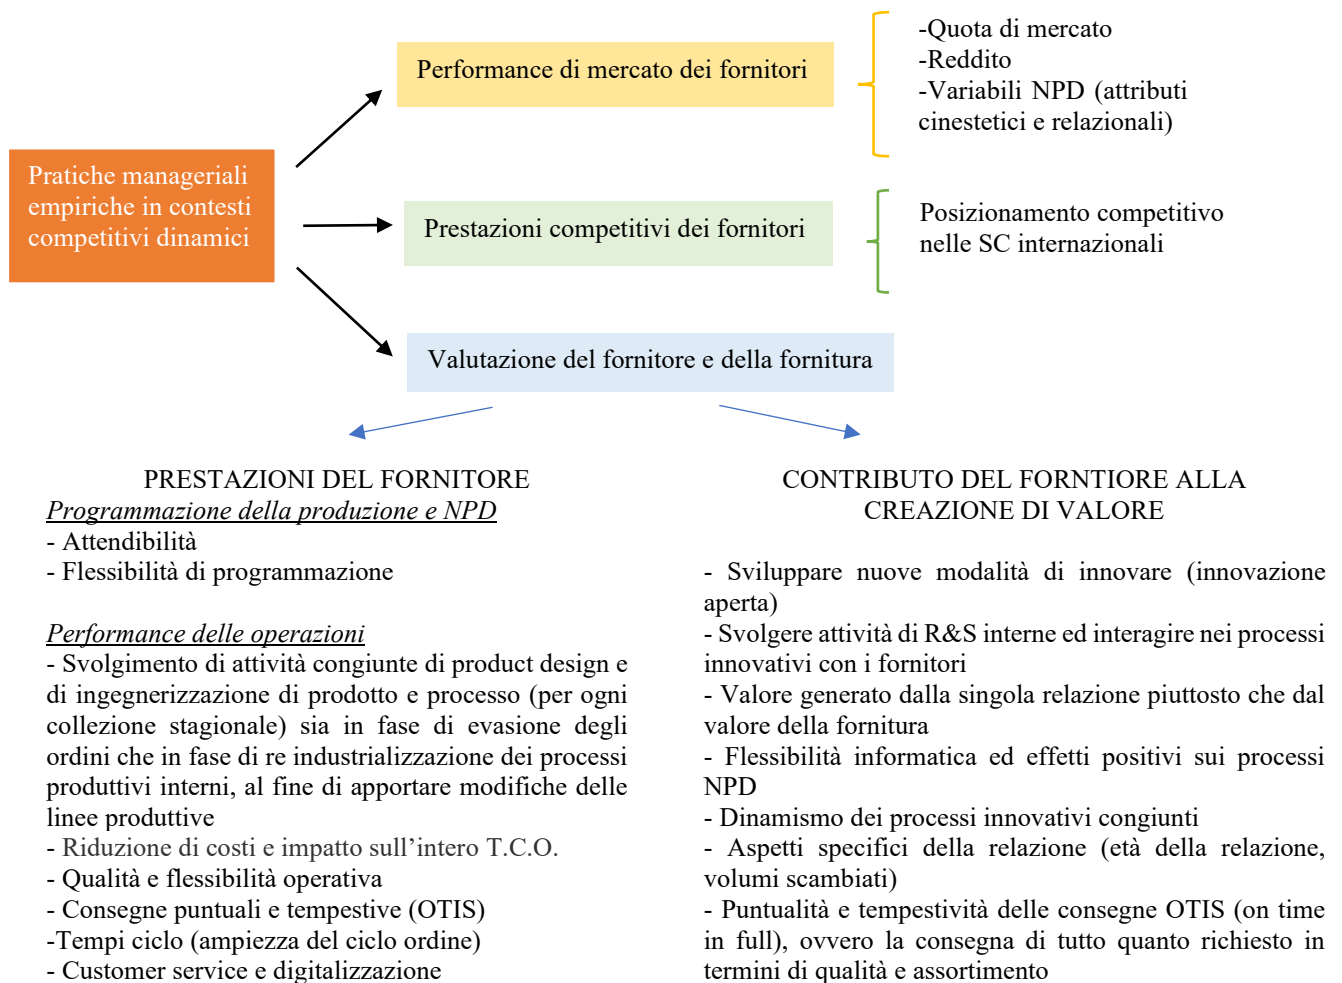 Pratiche manageriali
empiriche in contesti
competitivi dinamici
Performance di mercato dei fornitori
-Quota di mercato
-Reddito
-Variabili NPD (attributi
cinestetici e relazionali)
Prestazioni competitivi dei fornitori
Posizionamento competitivo
nelle SC internazionali
Valutazione del fornitore e della fornitura
PRESTAZIONI DEL FORNITORE
Programmazione della produzione e NPD
- Attendibilità
- Flessibilità di programmazione
Performance delle operazioni
- Svolgimento di attività congiunte di product design e
di ingegnerizzazione di prodotto e processo (per ogni
collezione stagionale) sia in fase di evasione degli
ordini che in fase di re industrializzazione dei processi
produttivi interni, al fine di apportare modifiche delle
linee produttive
- Riduzione di costi e impatto sull’intero T.C.O.
- Qualità e flessibilità operativa
- Consegne puntuali e tempestive (OTIS)
-Tempi ciclo (ampiezza del ciclo ordine)
- Customer service e digitalizzazione
CONTRIBUTO DEL FORNTIORE ALLA
CREAZIONE DI VALORE
- Sviluppare nuove modalità di innovare (innovazione
aperta)
- Svolgere attività di R&S interne ed interagire nei processi
innovativi con i fornitori
- Valore generato dalla singola relazione piuttosto che dal
valore della fornitura
- Flessibilità informatica ed effetti positivi sui processi
NPD
- Dinamismo dei processi innovativi congiunti
- Aspetti specifici della relazione (età della relazione,
volumi scambiati)
- Puntualità e tempestività delle consegne OTIS (on time
in full), ovvero la consegna di tutto quanto richiesto in
termini di qualità e assortimento